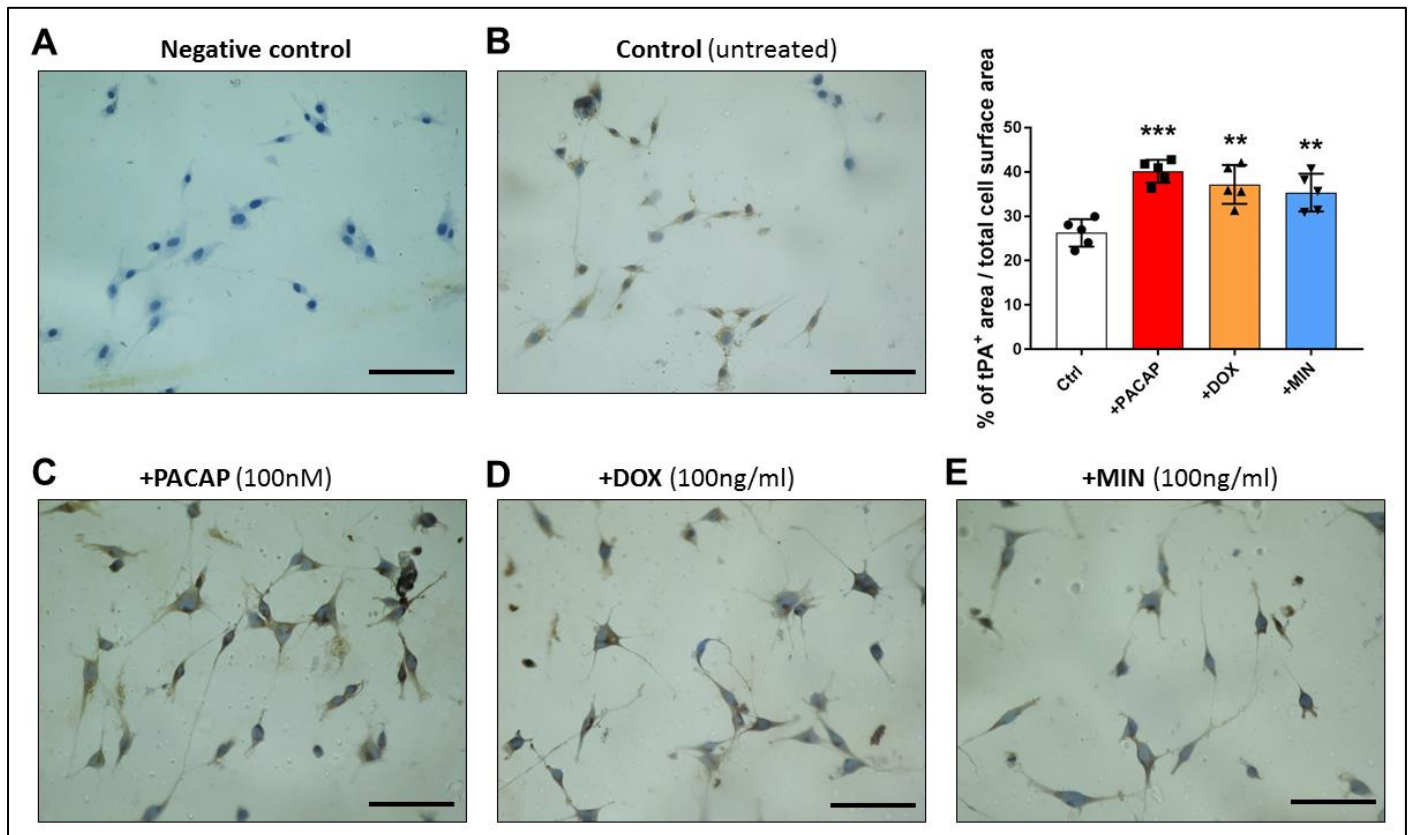 A
Negative control
B
Control (untreated)
% of tPA⁺ area / total cell surface area
50
40
30
20
10
0
***
**
**
Ctrl
+PACAP
+DOX
+MIN
C
+PACAP (100nM)
D
+DOX (100ng/ml)
E
+MIN (100ng/ml)